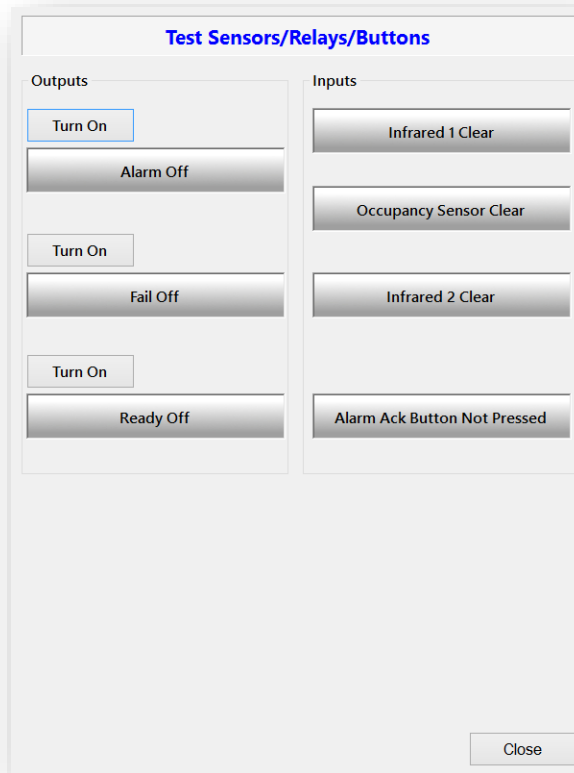 Test Sensors/Relays/Buttons
Outputs
Turn On
Alarm Off
Turn On
Fail Off
Turn On
Ready Off
Inputs
Infrared 1 Clear
Occupancy Sensor Clear
Infrared 2 Clear
Alarm Ack Button Not Pressed
Close